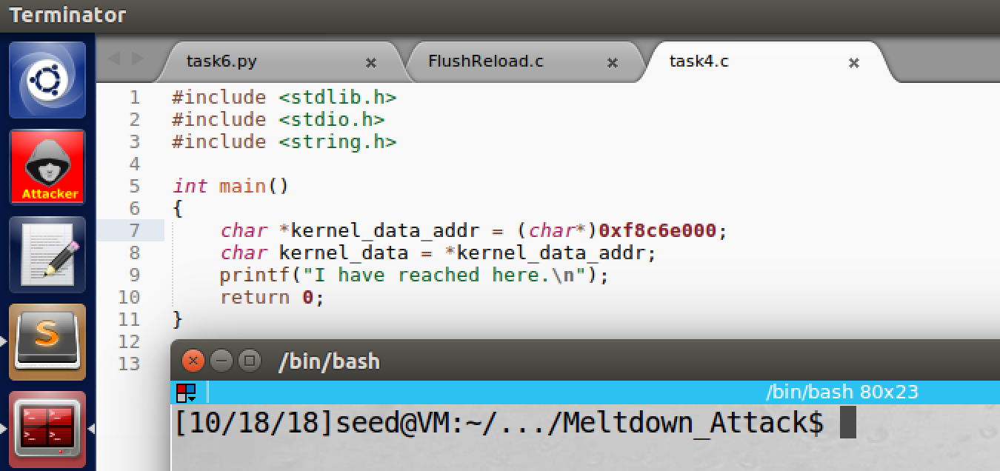 Terminator
task6.py × FlushReload.c × task4.c ×
Attacker
1 #include <stdlib.h>
2 #include <stdio.h>
3 #include <string.h>
4
5 int main()
6 {
7 char *kernel_data_addr = (char*)0xf8c6e000;
8 char kernel_data = *kernel_data_addr;
9 printf("I have reached here.\n");
10 return 0;
11 }
12
13
S
/bin/bash
/bin/bash 80x23
[10/18/18]seed@VM:~/.../Meltdown_Attack$